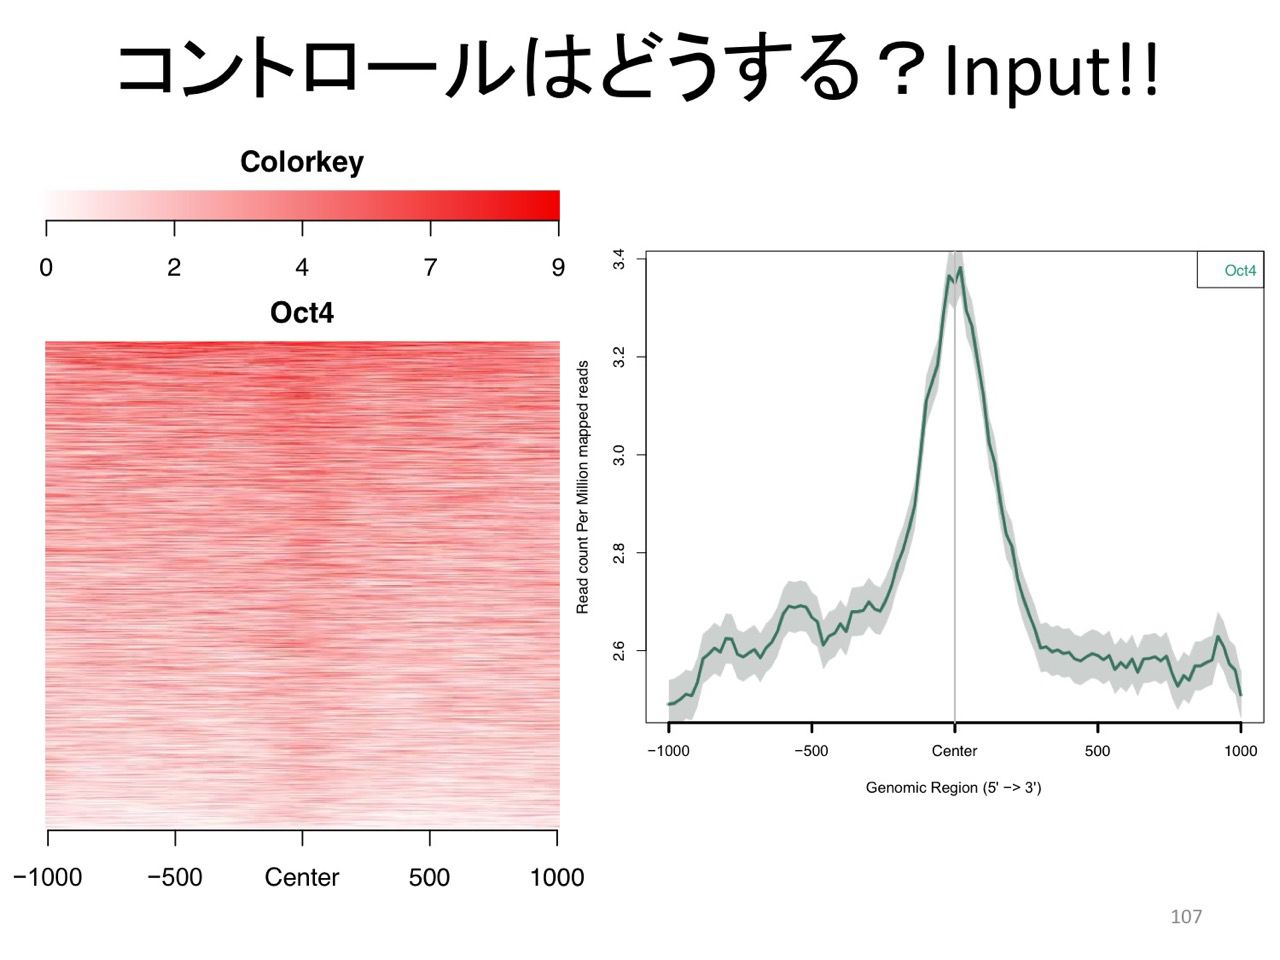 コントロールはどうする？Input!!
Colorkey
0 2 4 7 9
Oct4
−1000 −500 Center 500 1000
Read count Per Million mapped reads
3.4
3.2
3.0
2.8
2.6
Oct4
−1000 −500 Center 500 1000
Genomic Region (5' −> 3')
107